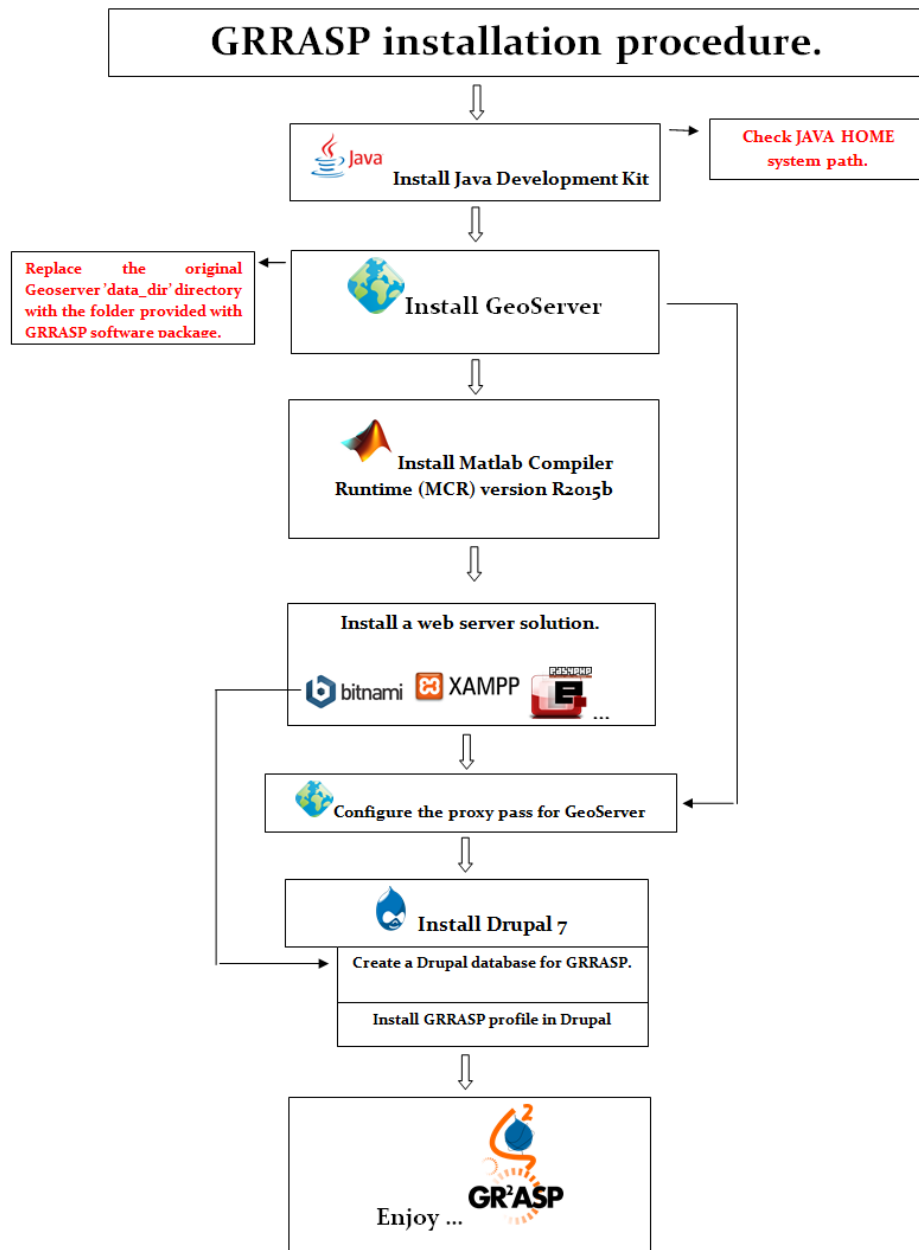 GRRASP installation procedure.
Java
Install Java Development Kit
Check JAVA HOME
system path.
Replace the original
Geoserver 'data_dir' directory
with the folder provided with
GRRASP software package.
Install GeoServer
Install Matlab Compiler
Runtime (MCR) version R2015b
Install a web server solution.
bitnami
XAMPP
EASYPHP
e
...
Configure the proxy pass for GeoServer
Install Drupal 7
Create a Drupal database for GRRASP.
Install GRRASP profile in Drupal
2
GR²ASP
Enjoy ...